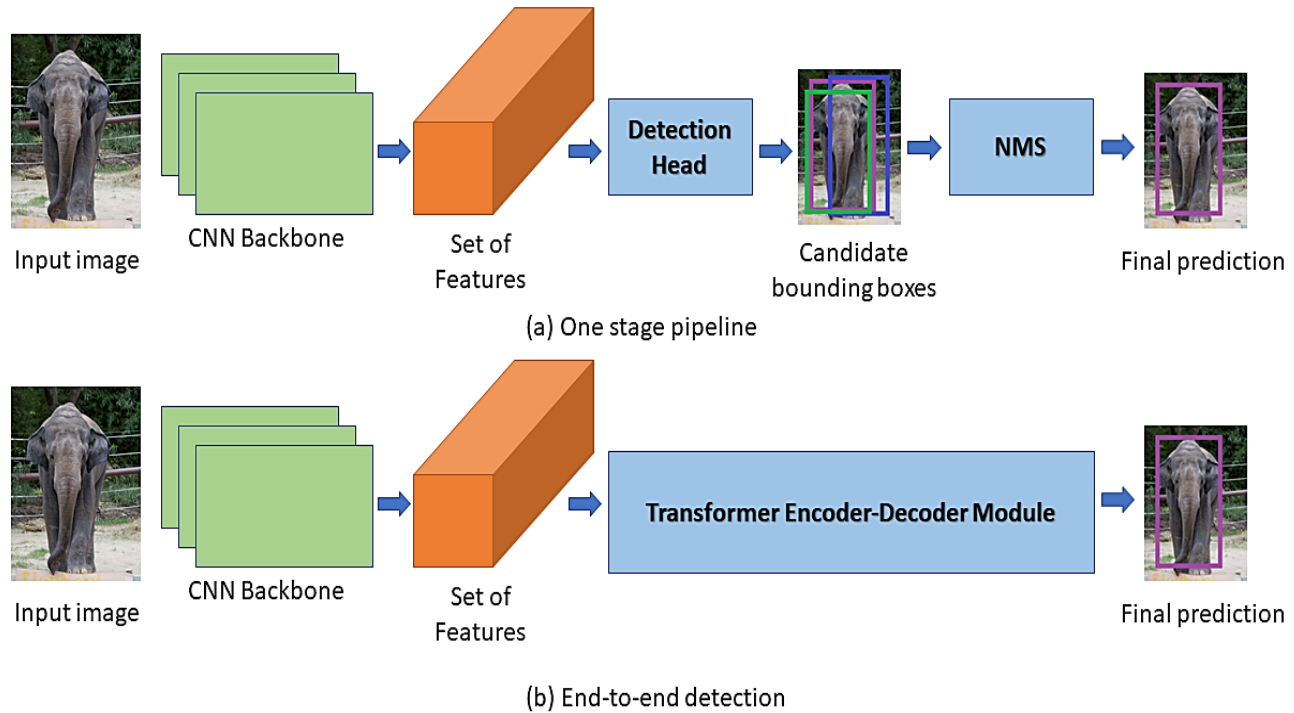 Detection
Head
NMS
Input image
CNN Backbone
Set of
Features
Candidate
bounding boxes
Final prediction
(a) One stage pipeline
Transformer Encoder-Decoder Module
Input image
CNN Backbone
Set of
Features
Final prediction
(b) End-to-end detection